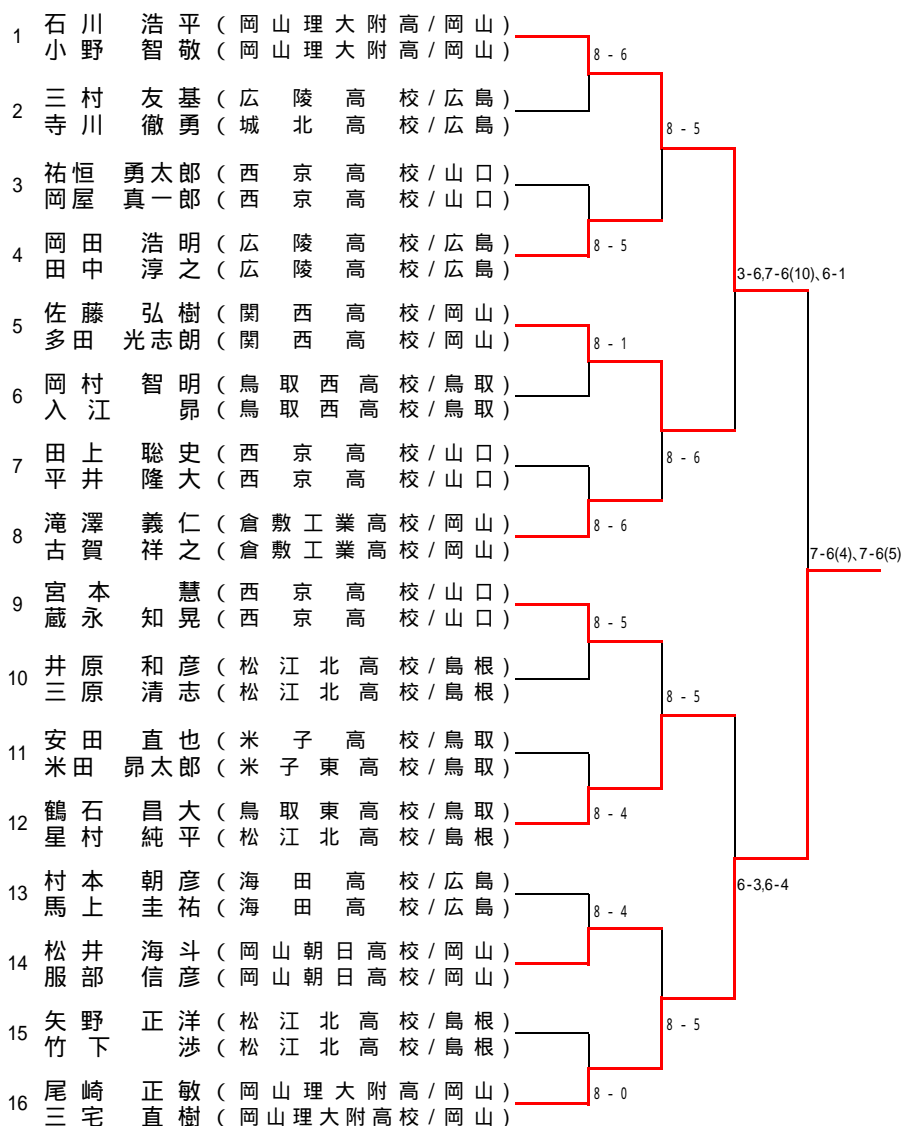 1 石川 浩平 (岡山理大附高/岡山)
小野 智敬 (岡山理大附高/岡山)
8-6
2 三村 友基 (広陵高校/広島)
寺川 徹勇 (城北高校/広島)
8-5
3 祐恒 勇太郎 (西京高校/山口)
岡屋 真一郎 (西京高校/山口)
4 岡田 浩明 (広陵高校/広島)
田中 淳之 (広陵高校/広島)
8-5
3-6,7-6(10)、6-1
5 佐藤 弘樹 (関西高校/岡山)
多田 光志朗 (関西高校/岡山)
8-1
6 岡村 智明 (鳥取西高校/鳥取)
入江 昴 (鳥取西高校/鳥取)
8-6
7 田上 聡史 (西京高校/山口)
平井 隆大 (西京高校/山口)
8 滝澤 義仁 (倉敷工業高校/岡山)
古賀 祥之 (倉敷工業高校/岡山)
8-6
7-6(4)、7-6(5)
9 宮本 慧 (西京高校/山口)
蔵永 知晃 (西京高校/山口)
8-5
10 井原 和彦 (松江北高校/島根)
三原 清志 (松江北高校/島根)
8-5
11 安田 直也 (米子高校/鳥取)
米田 昴太郎 (米子東高校/鳥取)
12 鶴石 昌大 (鳥取東高校/鳥取)
星村 純平 (松江北高校/島根)
8-4
6-3,6-4
13 村本 朝彦 (海田高校/広島)
馬上 圭祐 (海田高校/広島)
8-4
14 松井 海斗 (岡山朝日高校/岡山)
服部 信彦 (岡山朝日高校/岡山)
8-5
15 矢野 正洋 (松江北高校/島根)
竹下 渉 (松江北高校/島根)
16 尾崎 正敏 (岡山理大附高/岡山)
三宅 直樹 (岡山理大附高校/岡山)
8-0